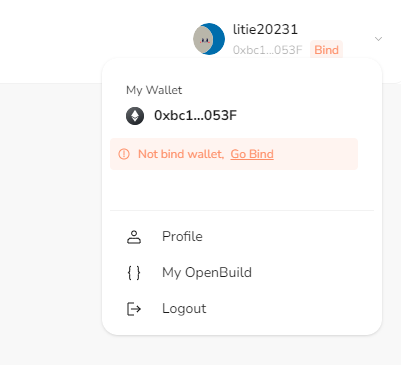 litie20231
0xbc1...053F Bind
My Wallet
0xbc1...053F
Not bind wallet, Go Bind
Profile
My OpenBuild
Logout